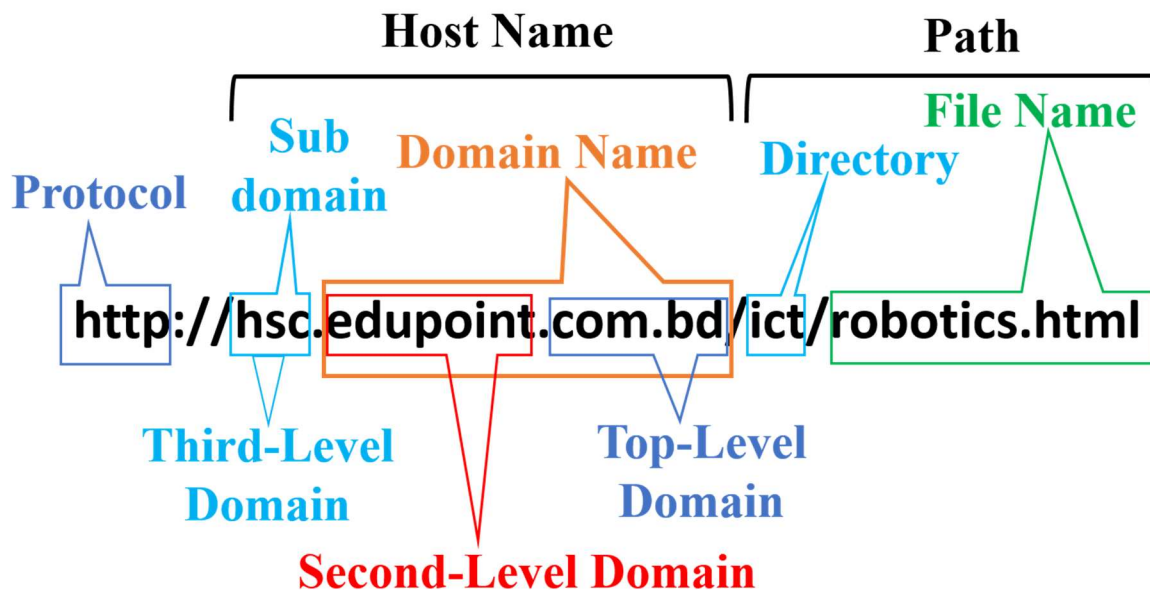 Host Name
Path
File Name
Sub
domain
Domain Name
Directory
Protocol
http://hsc.edupoint.com.bd/ict/robotics.html
Third-Level
Domain
Top-Level
Domain
Second-Level Domain